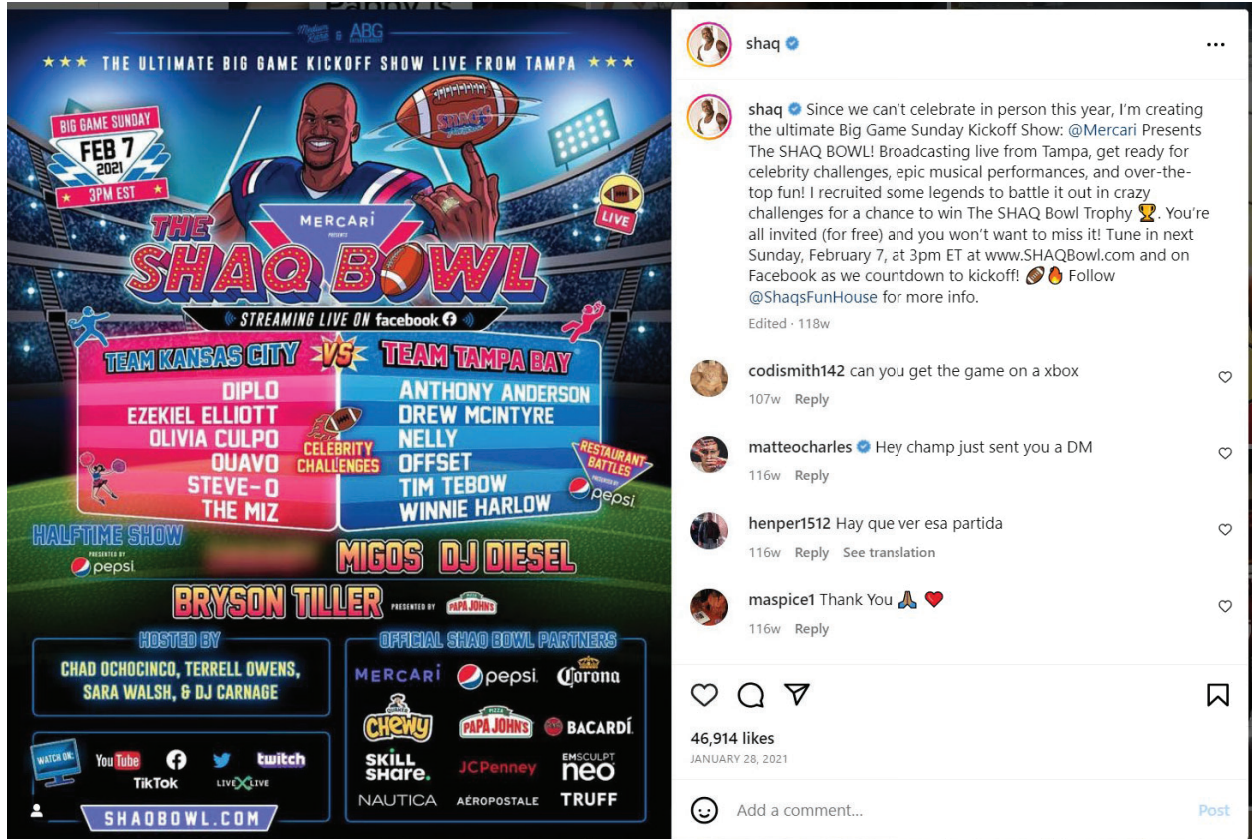 Pappy is
Medium Rare & ABG ENTERTAINMENT
★★★ THE ULTIMATE BIG GAME KICKOFF SHOW LIVE FROM TAMPA ★★★
BIG GAME SUNDAY
FEB 7
2021
3PM EST
SHAQ'S
LIVE
MERCARI
PRESENTS
THE
SHAQ BOWL
STREAMING LIVE ON facebook
TEAM KANSAS CITY VS TEAM TAMPA BAY
DIPLO
EZEKIEL ELLIOTT
OLIVIA CULPO
QUAVO
STEVE-O
THE MIZ
CELEBRITY
CHALLENGES
ANTHONY ANDERSON
DREW MCINTYRE
NELLY
OFFSET
TIM TEBOW
WINNIE HARLOW
RESTAURANT
BATTLES
PRESENTED BY
pepsi
HALFTIME SHOW
PRESENTED BY
pepsi
MIGOS DJ DIESEL
BRYSON TILLER PRESENTED BY PAPA JOHN'S
HOSTED BY
CHAD OCHOCINCO, TERRELL OWENS,
SARA WALSH, & DJ CARNAGE
WATCH ON:
YouTube twitch
TikTok LIVEXLIVE
SHAQBOWL.COM
OFFICIAL SHAQ BOWL PARTNERS
MERCARI pepsi Corona
CHEWY PIZZA PAPA JOHN'S BACARDÍ
SKILL SHARE. JCPenney EMSCULPT neo
NAUTICA AÉROPOSTALE TRUFF
shaq
shaq Since we can't celebrate in person this year, I'm creating
the ultimate Big Game Sunday Kickoff Show: @Mercari Presents
The SHAQ BOWL! Broadcasting live from Tampa, get ready for
celebrity challenges, epic musical performances, and over-the-
top fun! I recruited some legends to battle it out in crazy
challenges for a chance to win The SHAQ Bowl Trophy 🏆. You're
all invited (for free) and you won't want to miss it! Tune in next
Sunday, February 7, at 3pm ET at www.SHAQBowl.com and on
Facebook as we countdown to kickoff! 🏈🔥 Follow
@ShaqsFunHouse for more info.
Edited · 118w
codismith142 can you get the game on a xbox
107w Reply
matteocharles Hey champ just sent you a DM
116w Reply
henper1512 Hay que ver esa partida
116w Reply See translation
maspice1 Thank You 🙏🏾 ❤️
116w Reply
46,914 likes
JANUARY 28, 2021
Add a comment...
Post